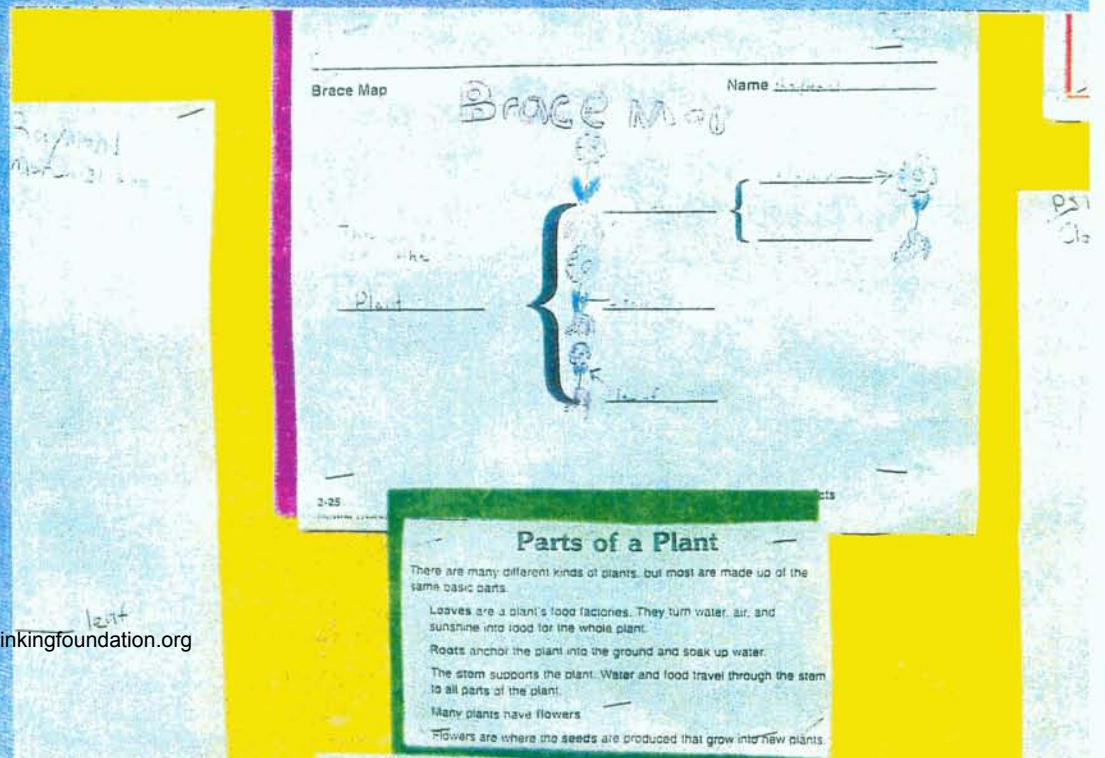 Brace Map
Name
Brace Map
Raymond
the
Plant
leaf
2-25
cts
Parts of a Plant
There are many different kinds of plants, but most are made up of the
same basic parts.
Leaves are a plant's food factories. They turn water, air, and
sunshine into food for the whole plant.
Roots anchor the plant into the ground and soak up water.
The stem supports the plant. Water and food travel through the stem
to all parts of the plant.
Many plants have flowers
Flowers are where the seeds are produced that grow into new plants.
leaf
inkingfoundation.org